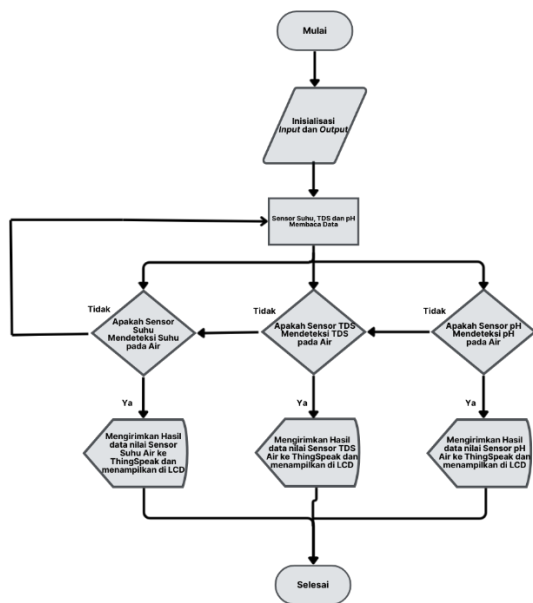 Mulai
Inisialisasi
Input dan Output
Sensor Suhu, TDS dan pH
Membaca Data
Tidak
Apakah Sensor
Suhu
Mendeteksi Suhu
pada Air
Tidak
Apakah Sensor TDS
Mendeteksi TDS
pada Air
Tidak
Apakah Sensor pH
Mendeteksi pH
pada Air
Ya
Ya
Ya
Mengirimkan Hasil
data nilai Sensor
Suhu Air ke
ThingSpeak dan
menampilkan di LCD
Mengirimkan Hasil
data nilai Sensor TDS
Air ke ThingSpeak dan
menampilkan di LCD
Mengirimkan Hasil
data nilai Sensor pH
Air ke ThingSpeak dan
menampilkan di LCD
Selesai